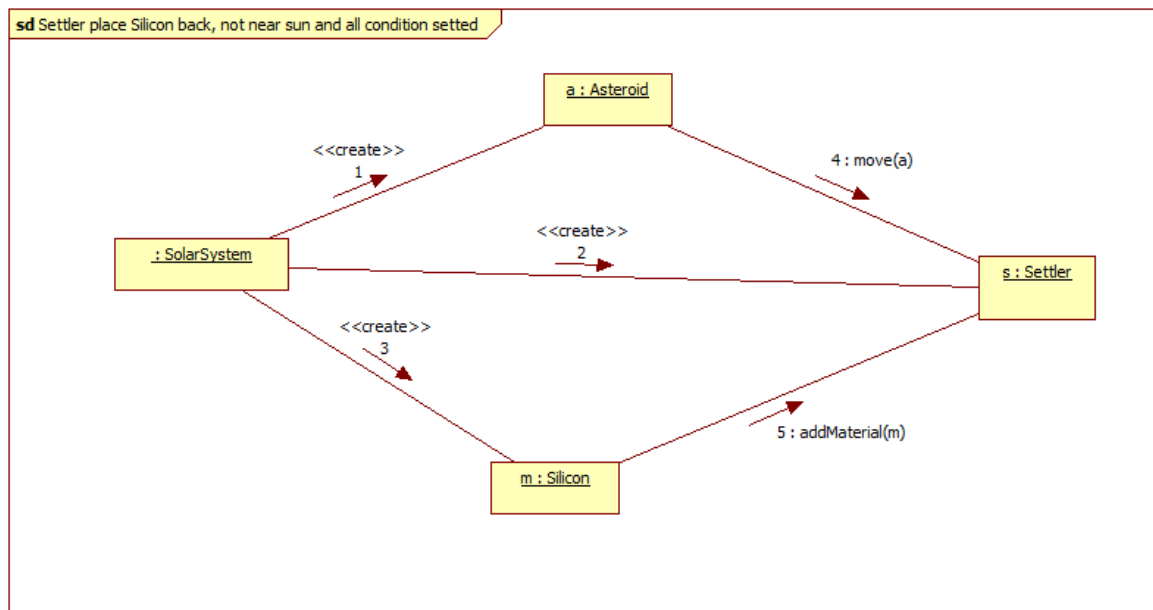 sd Settler place Silicon back, not near sun and all condition setted
a : Asteroid
<<create>>
1
4 : move(a)
<<create>>
2
: SolarSystem
s : Settler
<<create>>
3
5 : addMaterial(m)
m : Silicon